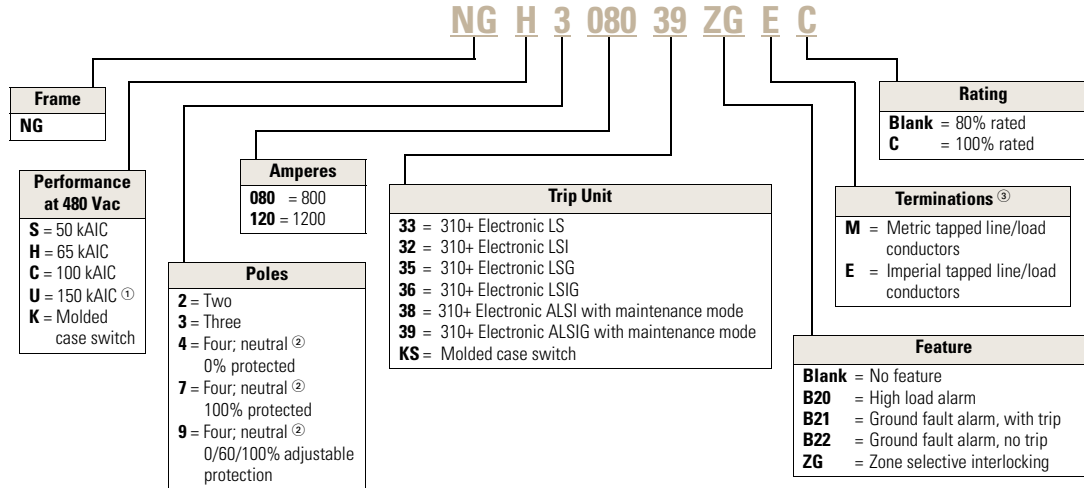 NG H 3 080 39 ZG E C
Frame
NG
Performance
at 480 Vac
S = 50 kAIC
H = 65 kAIC
C = 100 kAIC
U = 150 kAIC ①
K = Molded
case switch
Poles
2 = Two
3 = Three
4 = Four; neutral ②
0% protected
7 = Four; neutral ②
100% protected
9 = Four; neutral ②
0/60/100% adjustable
protection
Amperes
080 = 800
120 = 1200
Trip Unit
33 = 310+ Electronic LS
32 = 310+ Electronic LSI
35 = 310+ Electronic LSG
36 = 310+ Electronic LSIG
38 = 310+ Electronic ALSI with maintenance mode
39 = 310+ Electronic ALSIG with maintenance mode
KS = Molded case switch
Rating
Blank = 80% rated
C = 100% rated
Terminations ③
M = Metric tapped line/load
conductors
E = Imperial tapped line/load
conductors
Feature
Blank = No feature
B20 = High load alarm
B21 = Ground fault alarm, with trip
B22 = Ground fault alarm, no trip
ZG = Zone selective interlocking